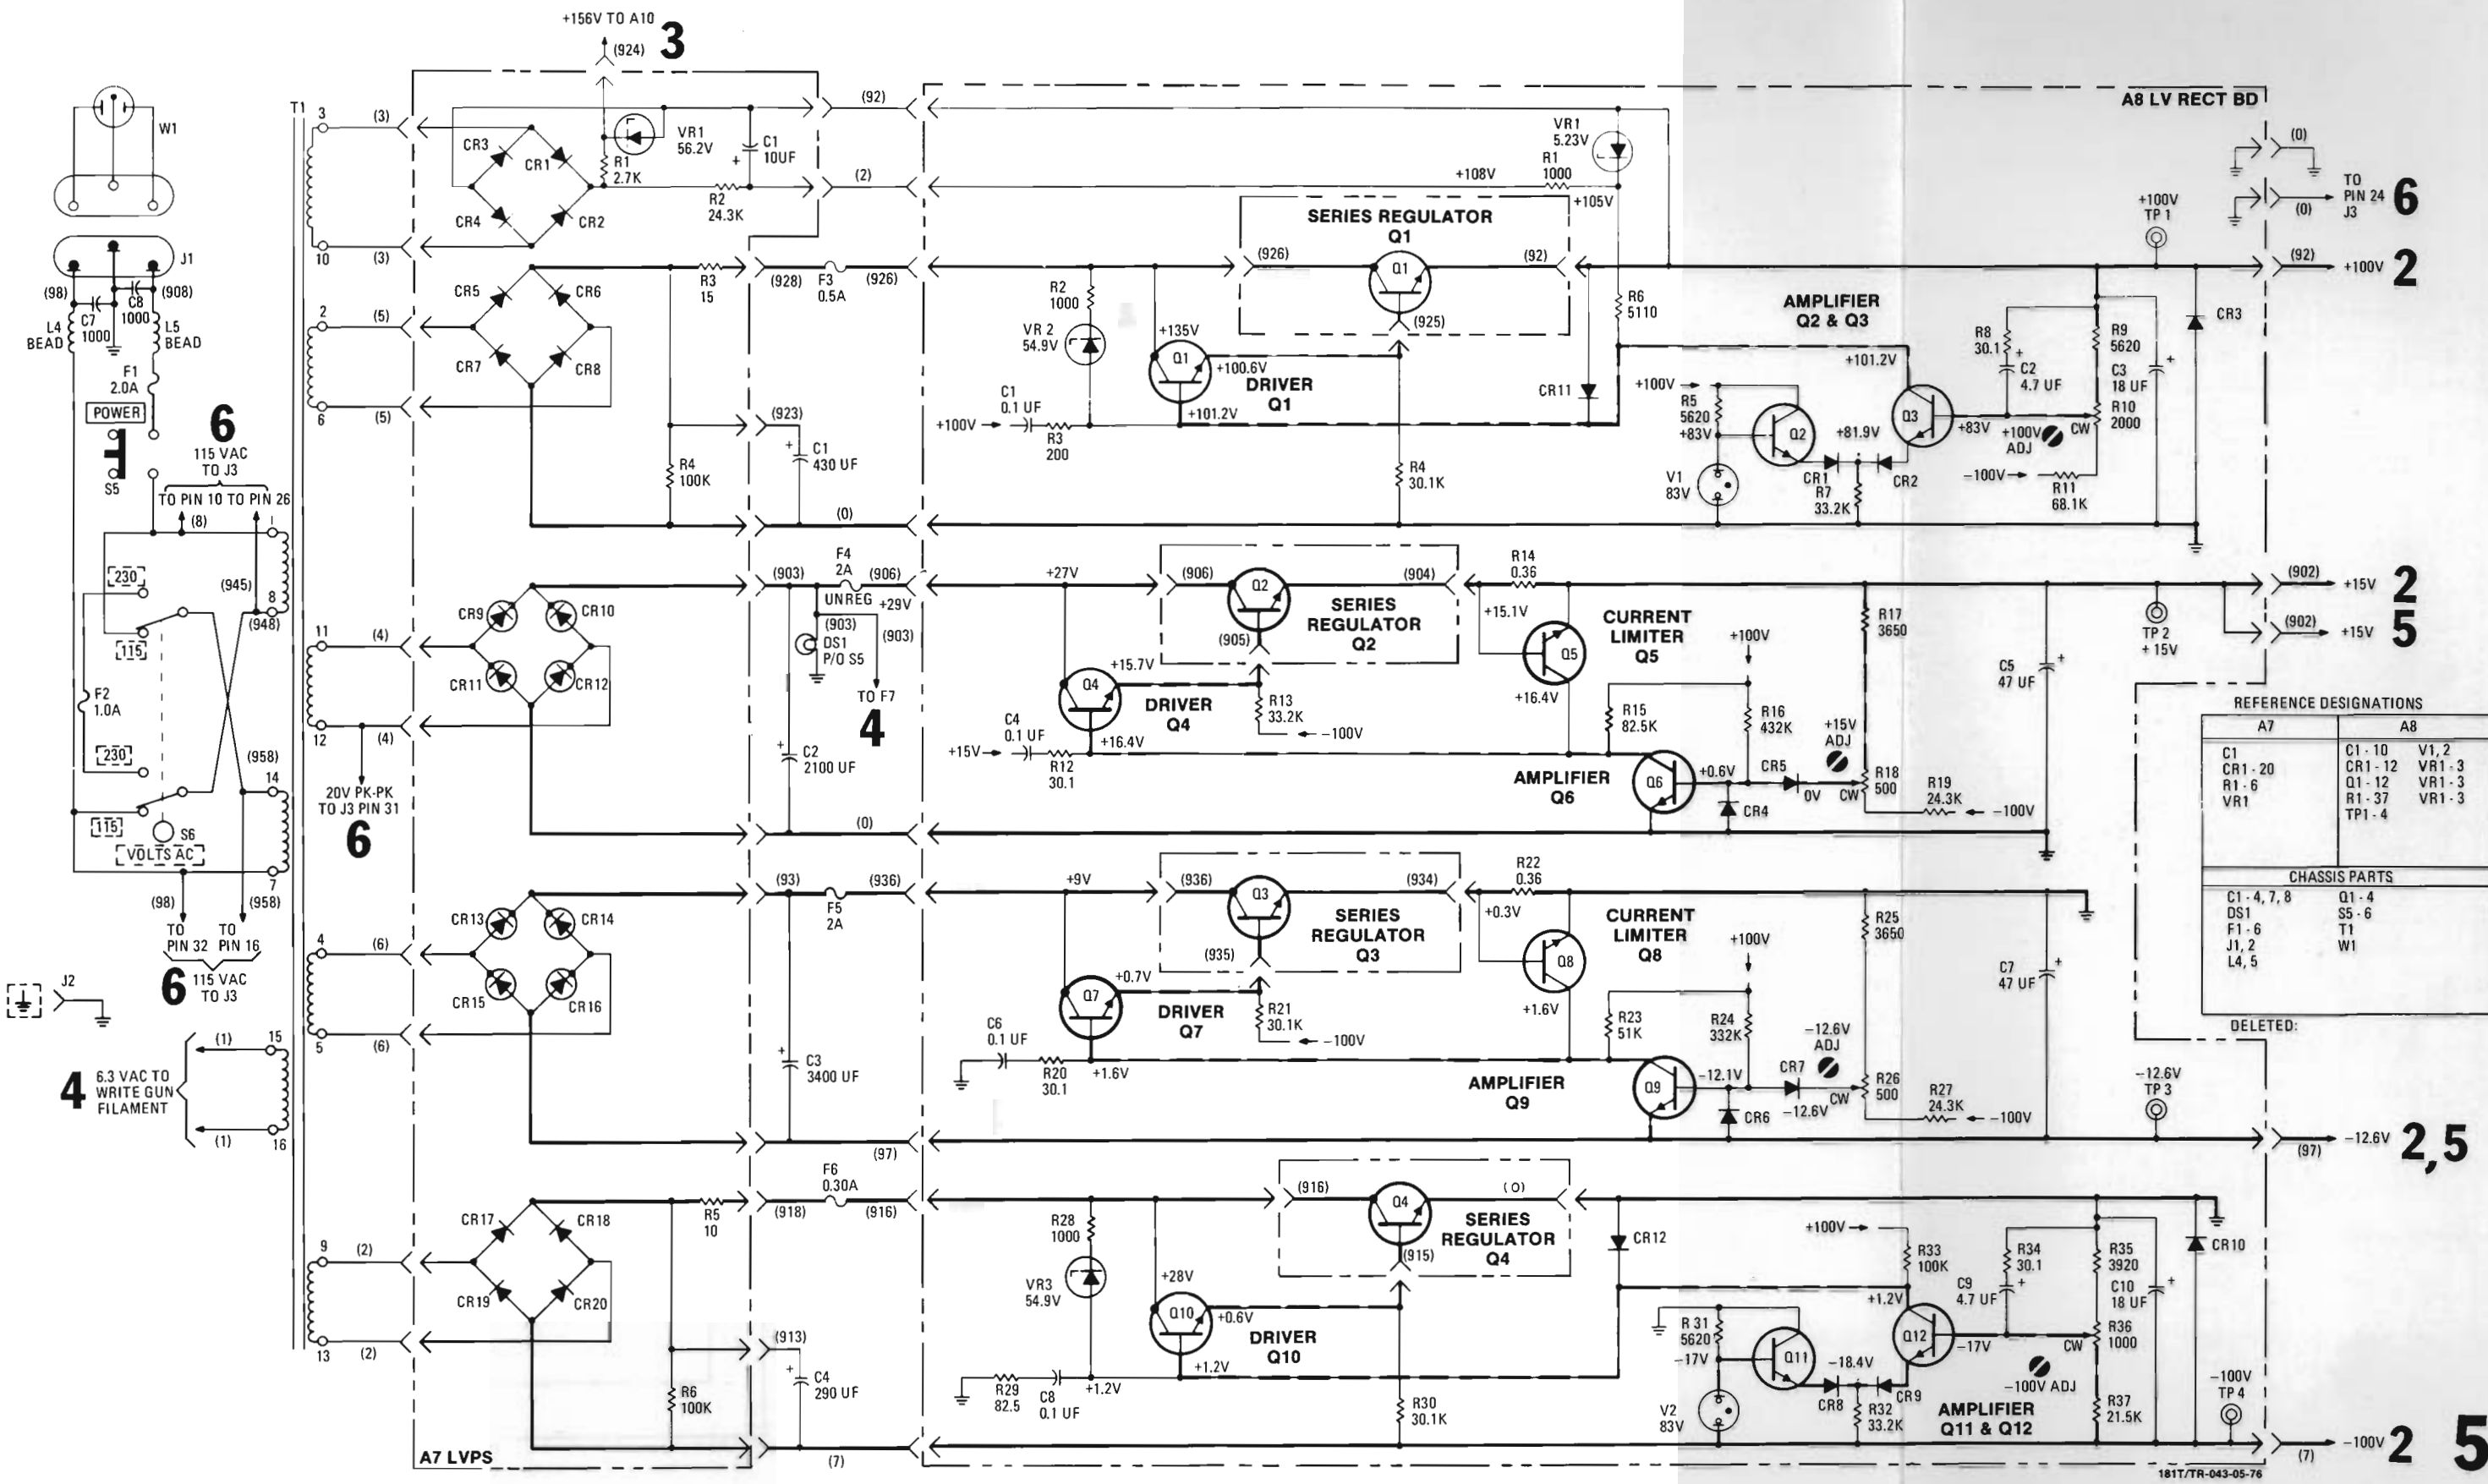 +156V TO A10
(924)
3
W1
J1
(98)
(908)
C8
1000
C7
1000
L4
BEAD
L5
BEAD
F1
2.0A
POWER
S5
6
115 VAC
TO J3
TO PIN 10 TO PIN 26
(8)
1
(945)
8
(948)
230
115
F2
1.0A
230
115
(958)
14
S6
VOLTS AC
7
(98)
(958)
TO
PIN 32
TO
PIN 16
6
115 VAC
TO J3
J2
4
6.3 VAC TO
WRITE GUN
FILAMENT
(1)
15
(1)
16
T1
3
(3)
10
(3)
2
(5)
6
(5)
11
(4)
12
(4)
20V PK-PK
TO J3 PIN 31
6
4
(6)
5
(6)
9
(2)
13
(2)
CR3
CR1
CR4
CR2
VR1
56.2V
R1
2.7K
C1
10UF
+
R2
24.3K
(92)
(2)
CR5
CR6
CR7
CR8
R3
15
(928)
F3
0.5A
(926)
R4
100K
(923)
+
C1
430 UF
(0)
CR9
CR10
CR11
CR12
(903)
F4
2A
(906)
UNREG
+29V
(903)
DS1
P/O S5
(903)
TO F7
4
+
C2
2100 UF
(0)
CR13
CR14
CR15
CR16
(93)
F5
2A
(936)
+
C3
3400 UF
(97)
CR17
CR18
CR19
CR20
R5
10
(918)
F6
0.30A
(916)
R6
100K
(913)
+
C4
290 UF
(7)
A7 LVPS
A8 LV RECT BD
VR1
5.23V
R1
1000
+108V
+105V
SERIES REGULATOR
Q1
(926)
Q1
(92)
(925)
R2
1000
VR 2
54.9V
+135V
Q1
+100.6V
DRIVER
Q1
+101.2V
C1
0.1 UF
+100V
R3
200
R4
30.1K
CR11
R6
5110
AMPLIFIER
Q2 & Q3
+101.2V
+100V
R5
5620
+83V
Q2
V1
83V
+81.9V
CR1
R7
33.2K
CR2
Q3
+83V
+100V
ADJ
CW
R8
30.1
+
C2
4.7 UF
R9
5620
C3
18 UF
+
R10
2000
-100V
R11
68.1K
+100V
TP 1
CR3
(0)
(0)
TO
PIN 24
J3
6
(92)
+100V
2
+27V
(906)
Q2
(904)
SERIES
REGULATOR
Q2
(905)
R14
0.36
+15.1V
Q5
CURRENT
LIMITER
Q5
+16.4V
+15.7V
Q4
DRIVER
Q4
+16.4V
C4
0.1 UF
+15V
R12
30.1
R13
33.2K
-100V
R15
82.5K
+100V
R16
432K
AMPLIFIER
Q6
Q6
+0.6V
CR5
CR4
0V
+15V
ADJ
CW
R17
3650
R18
500
R19
24.3K
-100V
C5
47 UF
+
TP 2
+ 15V
(902)
+15V
2
(902)
+15V
5
REFERENCE DESIGNATIONS
A7
A8
C1
CR1 - 20
R1 - 6
VR1
C1 - 10
CR1 - 12
Q1 - 12
R1 - 37
TP1 - 4
V1, 2
VR1 - 3
VR1 - 3
VR1 - 3
CHASSIS PARTS
C1 - 4, 7, 8
DS1
F1 - 6
J1, 2
L4, 5
Q1 - 4
S5 - 6
T1
W1
DELETED:
+9V
(936)
Q3
(934)
SERIES
REGULATOR
Q3
(935)
R22
0.36
+0.3V
Q8
CURRENT
LIMITER
Q8
+1.6V
+0.7V
Q7
DRIVER
Q7
+1.6V
C6
0.1 UF
R20
30.1
R21
30.1K
-100V
R23
51K
+100V
R24
332K
AMPLIFIER
Q9
Q9
-12.1V
CR7
CR6
-12.6V
-12.6V
ADJ
CW
R25
3650
R26
500
R27
24.3K
-100V
C7
47 UF
+
-12.6V
TP 3
(97)
-12.6V
2,5
(916)
Q4
(0)
SERIES
REGULATOR
Q4
(915)
R28
1000
VR3
54.9V
+28V
Q10
+0.6V
DRIVER
Q10
+1.2V
R29
82.5
C8
0.1 UF
+1.2V
R30
30.1K
CR12
+100V
R33
100K
+1.2V
R 31
5620
-17V
Q11
V2
83V
-18.4V
CR8
R32
33.2K
CR9
Q12
-17V
AMPLIFIER
Q11 & Q12
-100V ADJ
CW
R34
30.1
+
C9
4.7 UF
R35
3920
C10
18 UF
+
R36
1000
R37
21.5K
CR10
-100V
TP 4
(7)
-100V
2
5
181T/TR-043-05-76